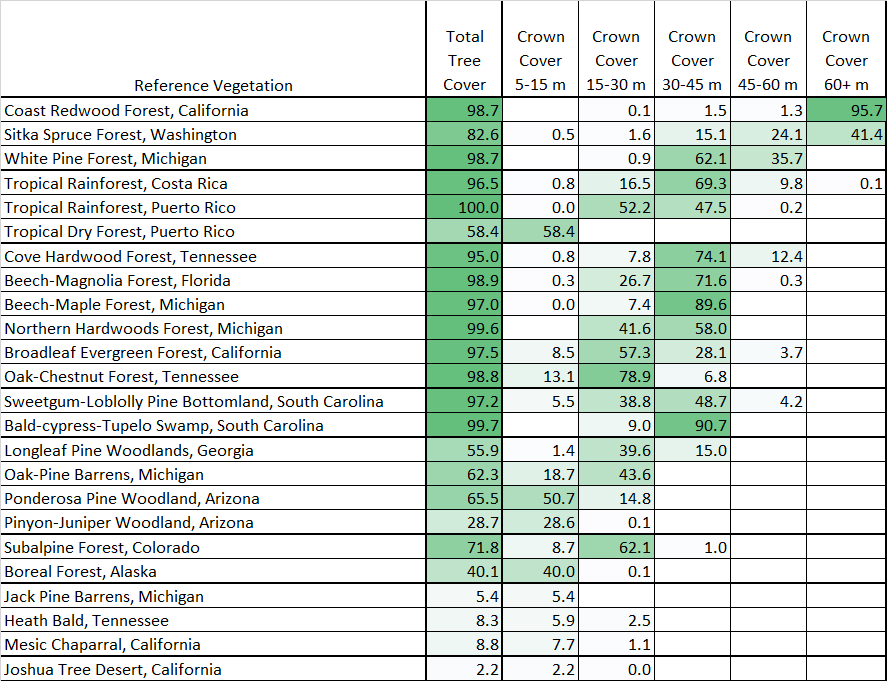 Total Crown Crown Crown Crown Crown
Tree Cover Cover Cover Cover Cover
Reference Vegetation Cover 5-15 m 15-30 m 30-45 m 45-60 m 60+ m
Coast Redwood Forest, California 98.7 0.1 1.5 1.3 95.7
Sitka Spruce Forest, Washington 82.6 0.5 1.6 15.1 24.1 41.4
White Pine Forest, Michigan 98.7 0.9 62.1 35.7
Tropical Rainforest, Costa Rica 96.5 0.8 16.5 69.3 9.8 0.1
Tropical Rainforest, Puerto Rico 100.0 0.0 52.2 47.5 0.2
Tropical Dry Forest, Puerto Rico 58.4 58.4
Cove Hardwood Forest, Tennessee 95.0 0.8 7.8 74.1 12.4
Beech-Magnolia Forest, Florida 98.9 0.3 26.7 71.6 0.3
Beech-Maple Forest, Michigan 97.0 0.0 7.4 89.6
Northern Hardwoods Forest, Michigan 99.6 41.6 58.0
Broadleaf Evergreen Forest, California 97.5 8.5 57.3 28.1 3.7
Oak-Chestnut Forest, Tennessee 98.8 13.1 78.9 6.8
Sweetgum-Loblolly Pine Bottomland, South Carolina 97.2 5.5 38.8 48.7 4.2
Bald-cypress-Tupelo Swamp, South Carolina 99.7 9.0 90.7
Longleaf Pine Woodlands, Georgia 55.9 1.4 39.6 15.0
Oak-Pine Barrens, Michigan 62.3 18.7 43.6
Ponderosa Pine Woodland, Arizona 65.5 50.7 14.8
Pinyon-Juniper Woodland, Arizona 28.7 28.6 0.1
Subalpine Forest, Colorado 71.8 8.7 62.1 1.0
Boreal Forest, Alaska 40.1 40.0 0.1
Jack Pine Barrens, Michigan 5.4 5.4
Heath Bald, Tennessee 8.3 5.9 2.5
Mesic Chaparral, California 8.8 7.7 1.1
Joshua Tree Desert, California 2.2 2.2 0.0